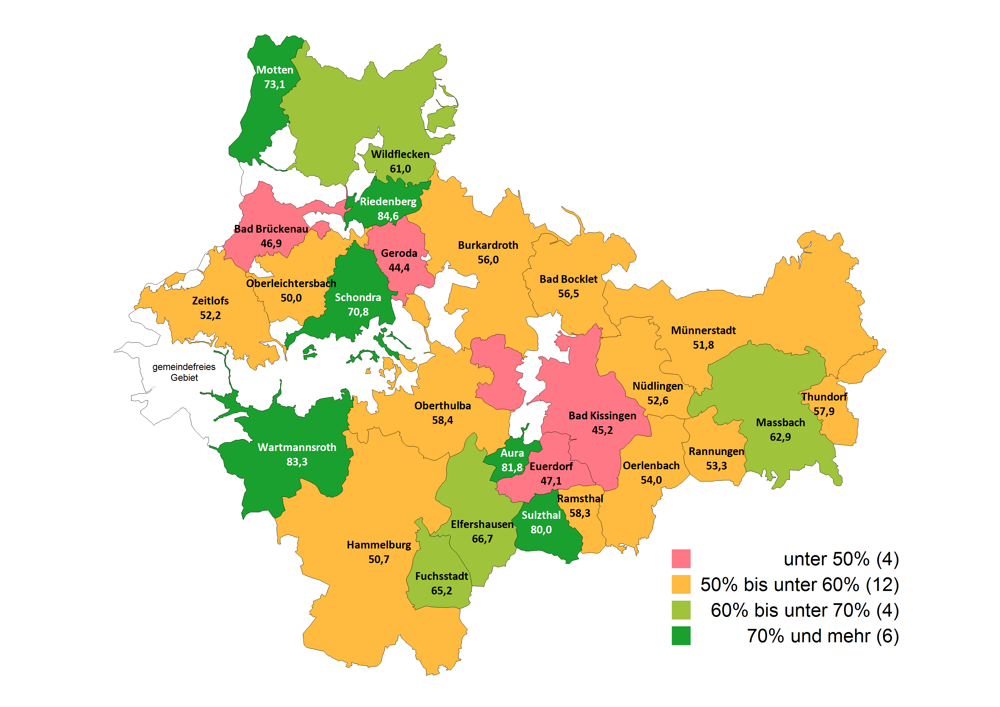 Motten
73,1
Wildflecken
61,0
Riedenberg
84,6
Bad Brückenau
46,9
Geroda
44,4
Burkardroth
56,0
Bad Bocklet
56,5
Oberleichtersbach
50,0
Schondra
70,8
Zeitlofs
52,2
Münnerstadt
51,8
gemeindefreies
Gebiet
Nüdlingen
52,6
Thundorf
57,9
Oberthulba
58,4
Bad Kissingen
45,2
Massbach
62,9
Wartmannsroth
83,3
Aura
81,8
Euerdorf
47,1
Oerlenbach
54,0
Rannungen
53,3
Ramsthal
58,3
Sulzthal
80,0
Elfershausen
66,7
Hammelburg
50,7
Fuchsstadt
65,2
unter 50% (4)
50% bis unter 60% (12)
60% bis unter 70% (4)
70% und mehr (6)